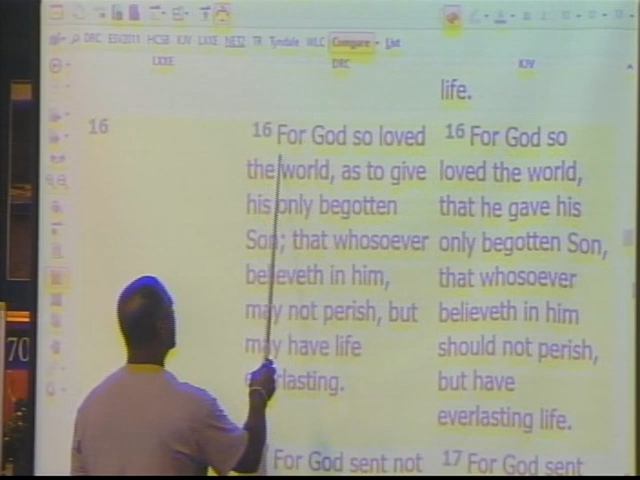 DRC ESV2011 HCSB KJV LXXE NET2 TR Tyndale WLC Compare List
LXXE
DRC
KJV
life.
16
16 For God so loved
the world, as to give
his only begotten
Son; that whosoever
believeth in him,
may not perish, but
may have life
everlasting.
For God sent not
16 For God so
loved the world,
that he gave his
only begotten Son,
that whosoever
believeth in him
should not perish,
but have
everlasting life.
17 For God sent
70